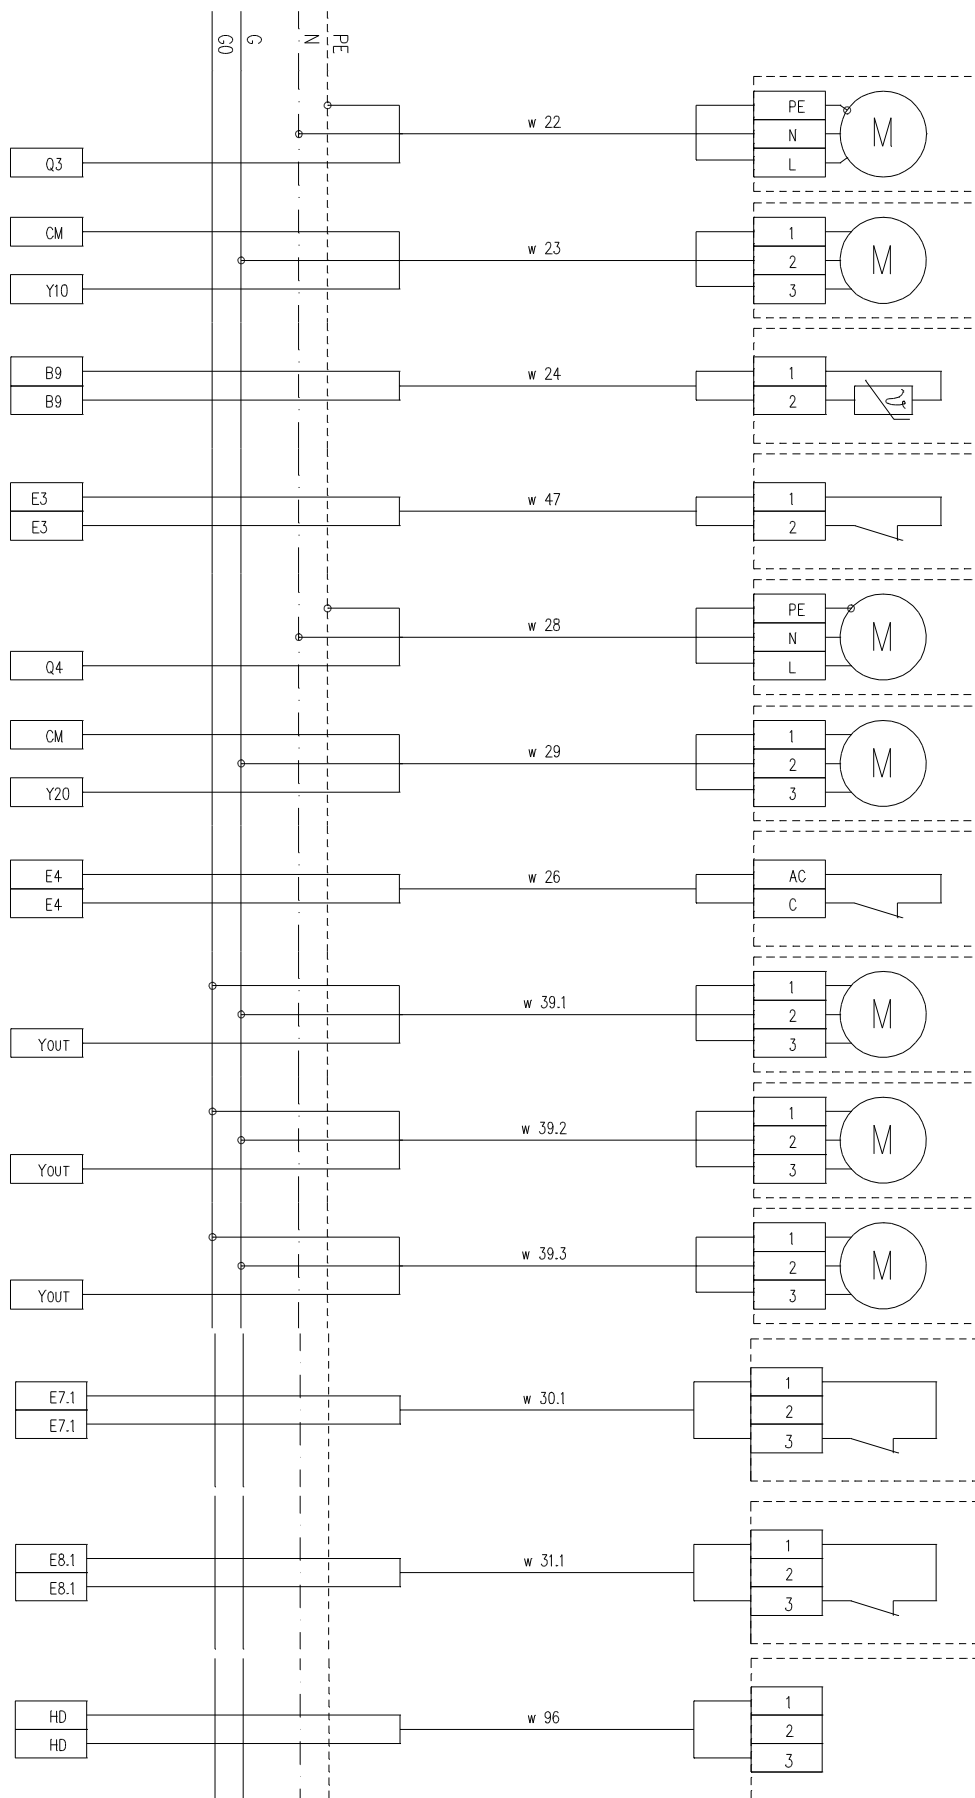 G0
G
N
PE
w 22
PE
M
N
Q3
L
CM
w 23
1
M
2
Y10
3
B9
w 24
1
B9
2
E3
w 47
1
E3
2
w 28
PE
M
N
Q4
L
CM
w 29
1
M
2
Y20
3
E4
w 26
AC
E4
C
w 39.1
1
M
2
YOUT
3
w 39.2
1
M
2
YOUT
3
w 39.3
1
M
2
YOUT
3
E7.1
w 30.1
1
E7.1
2
3
E8.1
w 31.1
1
E8.1
2
3
HD
w 96
1
HD
2
3